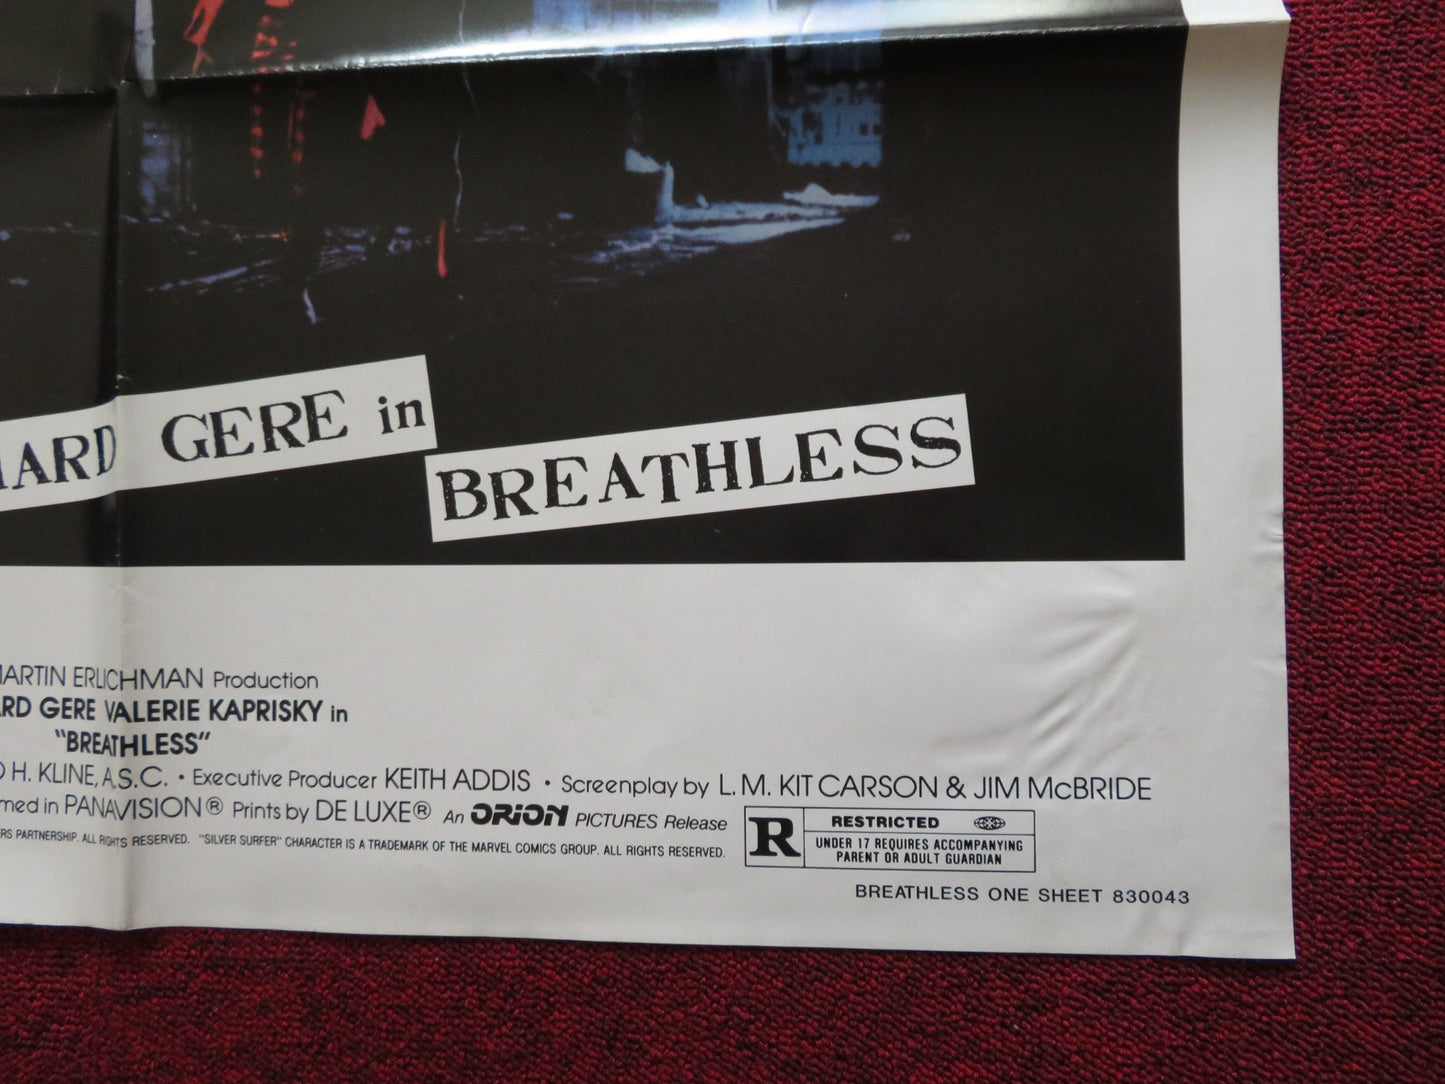 HARD GERE in
BREATHLESS
MARTIN ERLICHMAN Production
ARD GERE VALERIE KAPRISKY in
"BREATHLESS"
D H. KLINE, A.S.C. • Executive Producer KEITH ADDIS • Screenplay by L. M. KIT CARSON & JIM McBRIDE
med in PANAVISION® Prints by DE LUXE® An ORION PICTURES Release
ERS PARTNERSHIP. ALL RIGHTS RESERVED. "SILVER SURFER" CHARACTER IS A TRADEMARK OF THE MARVEL COMICS GROUP. ALL RIGHTS RESERVED.
R RESTRICTED
UNDER 17 REQUIRES ACCOMPANYING
PARENT OR ADULT GUARDIAN
BREATHLESS ONE SHEET 830043